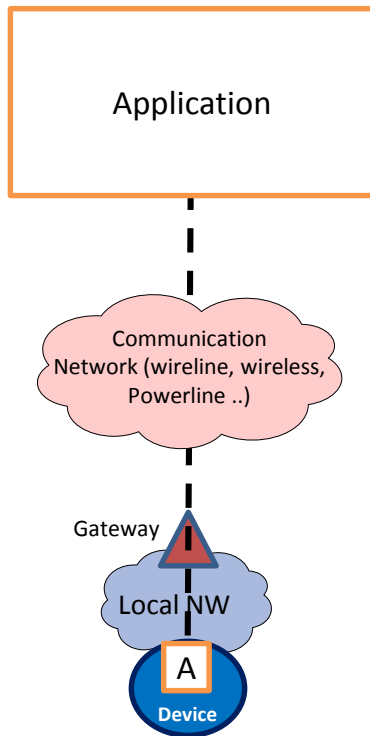 Application
Communication
Network (wireline, wireless,
Powerline ..)
Gateway
Local NW
A
Device